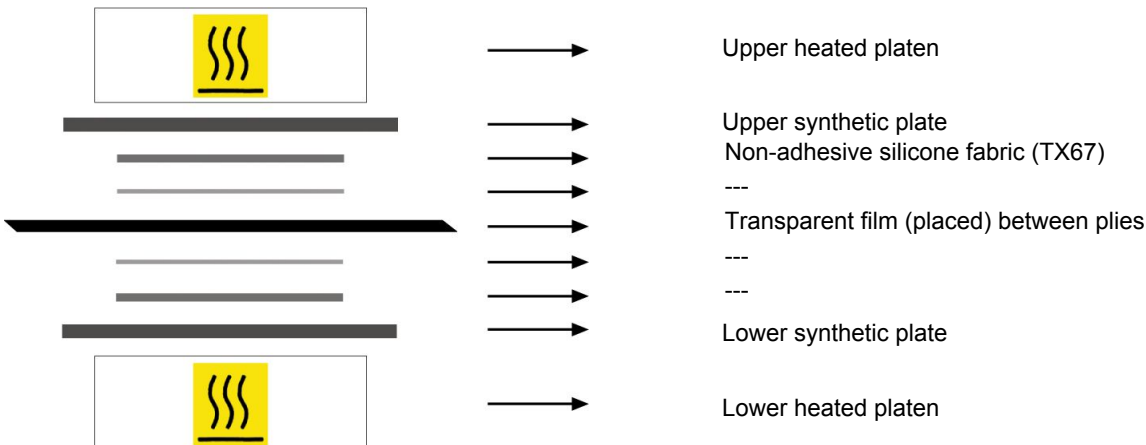 Upper heated platen
Upper synthetic plate
Non-adhesive silicone fabric (TX67)
---
Transparent film (placed) between plies
---
---
Lower synthetic plate
Lower heated platen